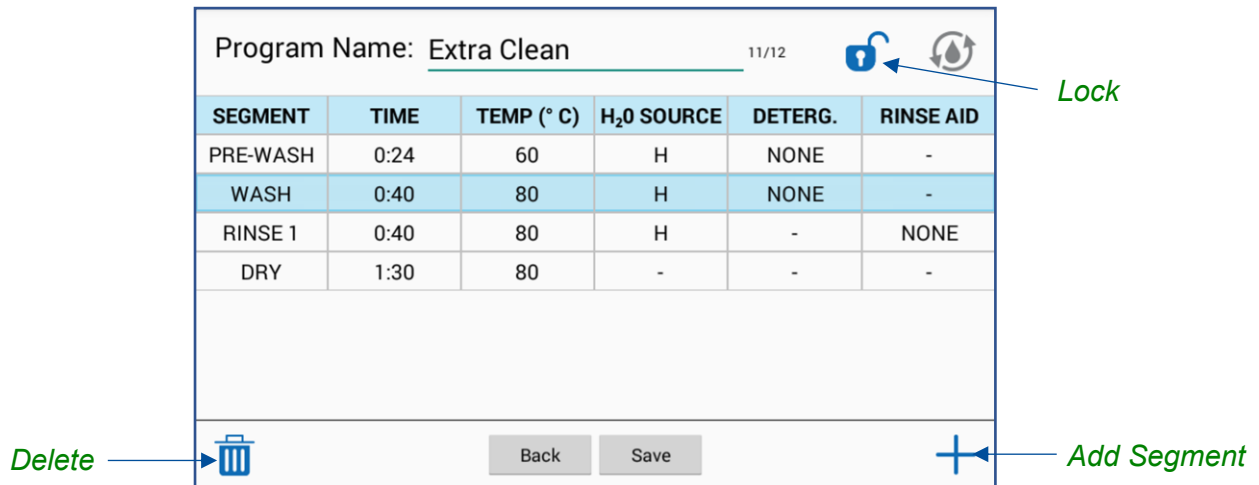 Program Name: Extra Clean 11/12
Lock
SEGMENT TIME TEMP (° C) H₂0 SOURCE DETERG. RINSE AID
PRE-WASH 0:24 60 H NONE -
WASH 0:40 80 H NONE -
RINSE 1 0:40 80 H - NONE
DRY 1:30 80 - - -
Delete Back Save Add Segment